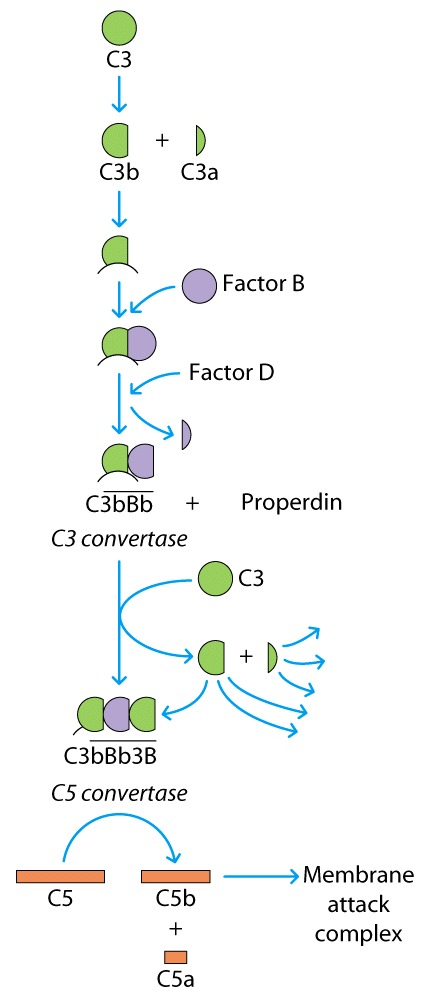 C3
C3b + C3a
Factor B
Factor D
C3bBb + Properdin
C3 convertase
C3
+
C3bBb3B
C5 convertase
C5
C5b
+
C5a
Membrane
attack
complex